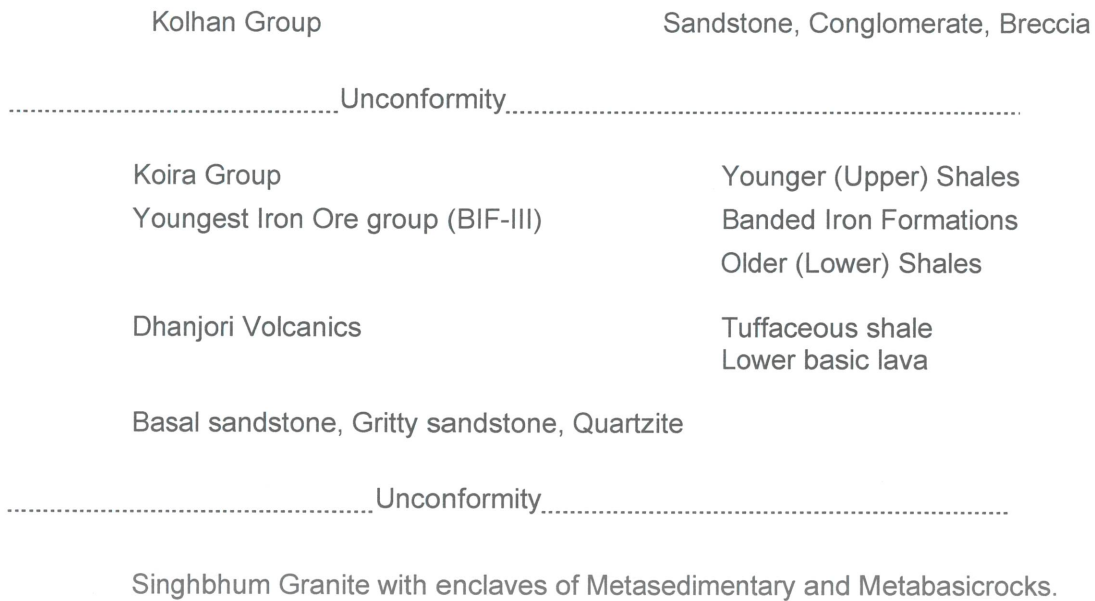 Kolhan Group Sandstone, Conglomerate, Breccia
Unconformity
Koira Group Younger (Upper) Shales
Youngest Iron Ore group (BIF-III) Banded Iron Formations
Older (Lower) Shales
Dhanjori Volcanics Tuffaceous shale
Lower basic lava
Basal sandstone, Gritty sandstone, Quartzite
Unconformity
Singhbhum Granite with enclaves of Metasedimentary and Metabasicrocks.